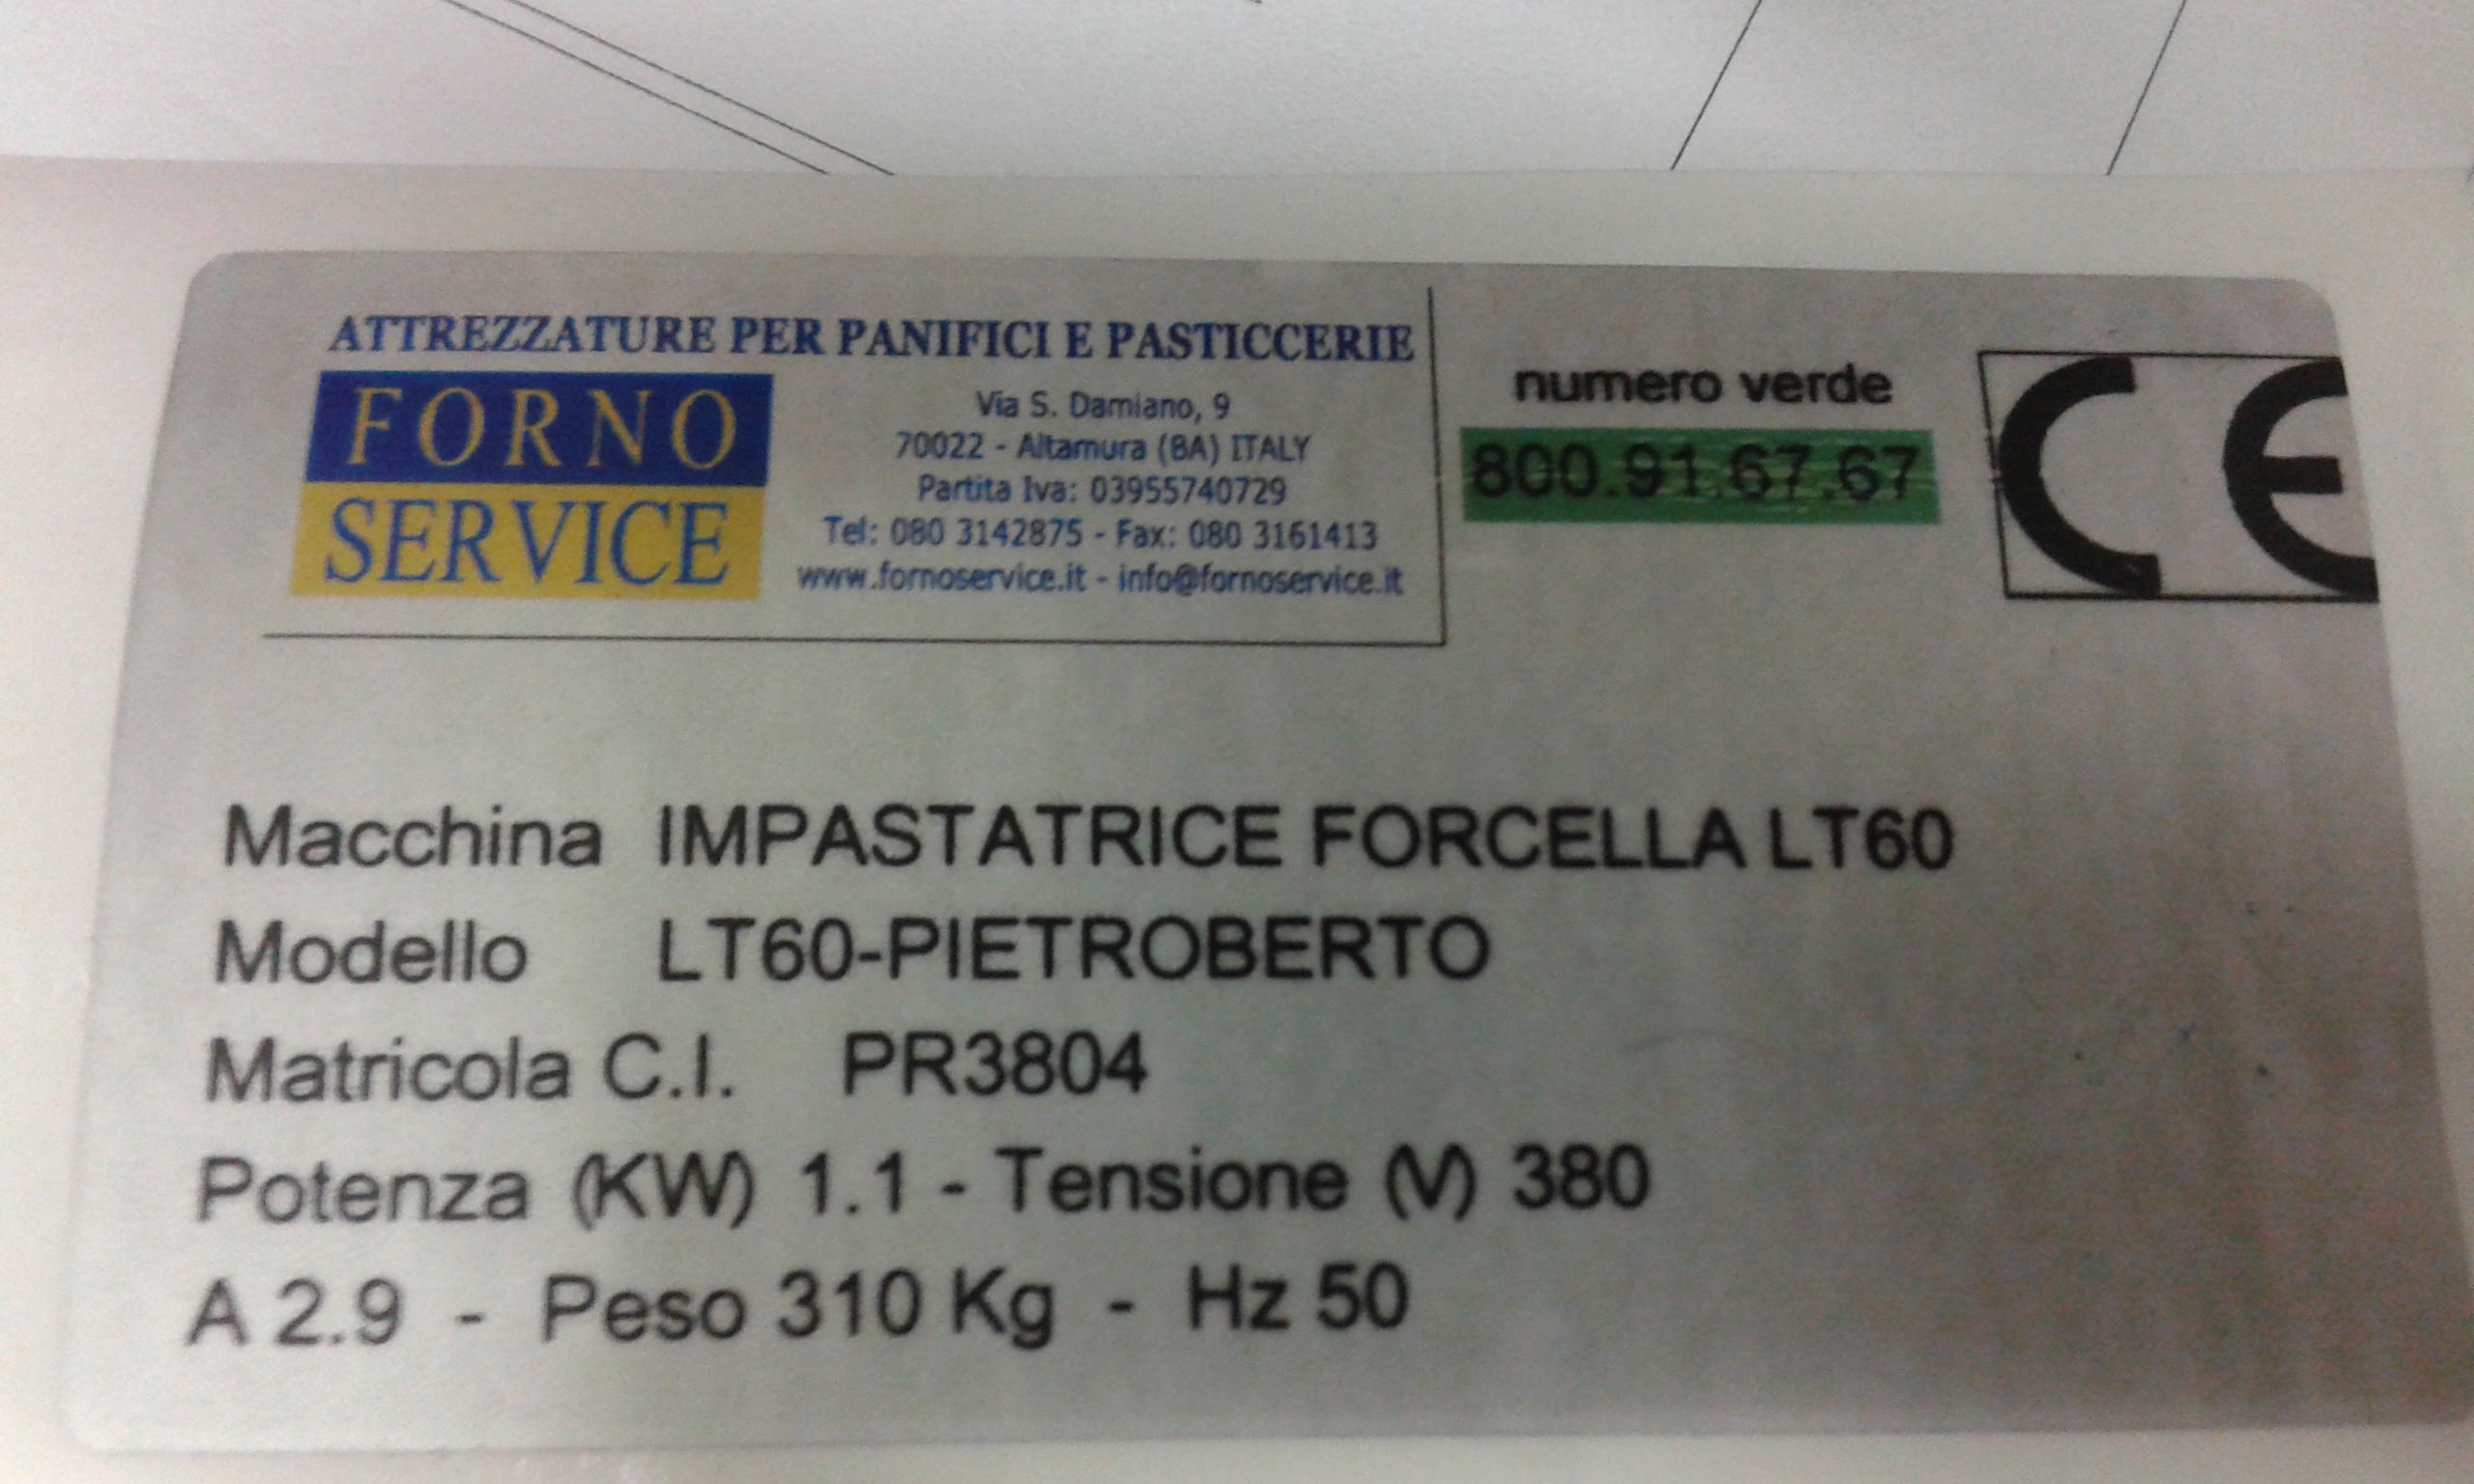 ATTREZZATURE PER PANIFICI E PASTICCERIE
FORNO
SERVICE
Via S. Damiano, 9
70022 - Altamura (BA) ITALY
Partita Iva: 03955740729
Tel: 080 3142875 - Fax: 080 3161413
www.fornoservice.it - info@fornoservice.it
numero verde
800.91.67.67
CE
Macchina IMPASTATRICE FORCELLA LT60
Modello LT60-PIETROBERTO
Matricola C.I. PR3804
Potenza (KW) 1.1 - Tensione (V) 380
A 2.9 - Peso 310 Kg - Hz 50